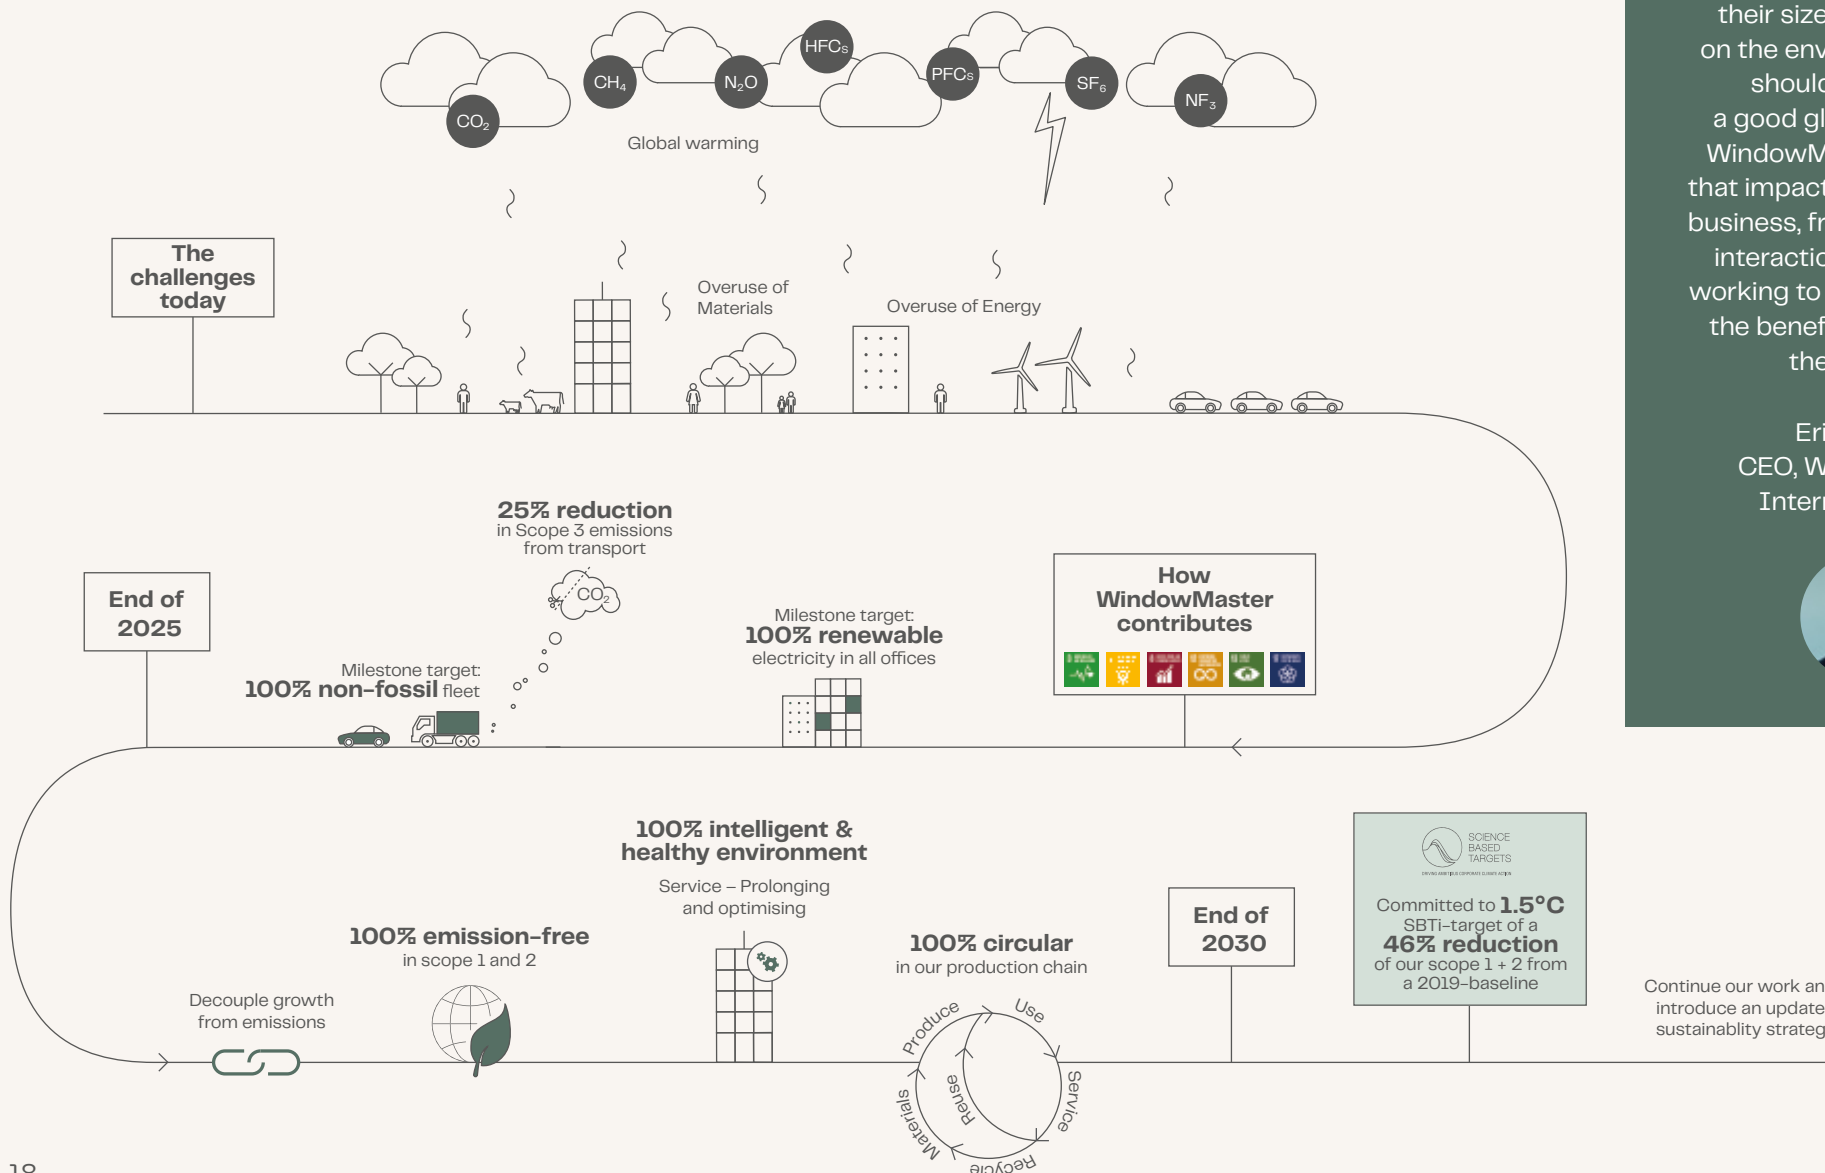 CO₂
CH₄
N₂O
HFCs
PFCs
SF₆
NF₃
Global warming
The
challenges
today
Overuse of
Materials
Overuse of Energy
their size
on the env
should
a good gl
WindowM
that impact
business, fr
interactio
working to
the benef
the
Eri
CEO, W
Intern
How
WindowMaster
contributes
Milestone target:
100% renewable
electricity in all offices
25% reduction
in Scope 3 emissions
from transport
CO₂
Milestone target:
100% non-fossil fleet
End of
2025
Decouple growth
from emissions
100% emission-free
in scope 1 and 2
100% intelligent &
healthy environment
Service – Prolonging
and optimising
100% circular
in our production chain
Produce
Use
Service
Recycle
Materials
Reuse
End of
2030
SCIENCE
BASED
TARGETS
DRIVING AMBITIOUS CORPORATE CLIMATE ACTION
Committed to 1.5°C
SBTi-target of a
46% reduction
of our scope 1 + 2 from
a 2019-baseline
Continue our work an
introduce an update
sustainablity strateg
18